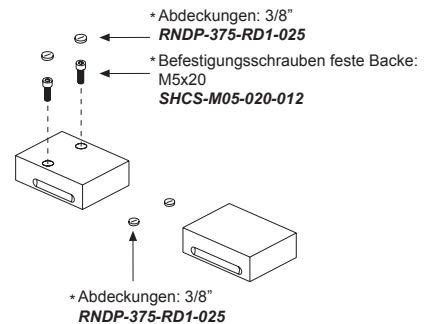 * Abdeckungen: 3/8"
RNDP-375-RD1-025
* Befestigungsschrauben feste Backe:
M5x20
SHCS-M05-020-012
* Abdeckungen: 3/8"
RNDP-375-RD1-025